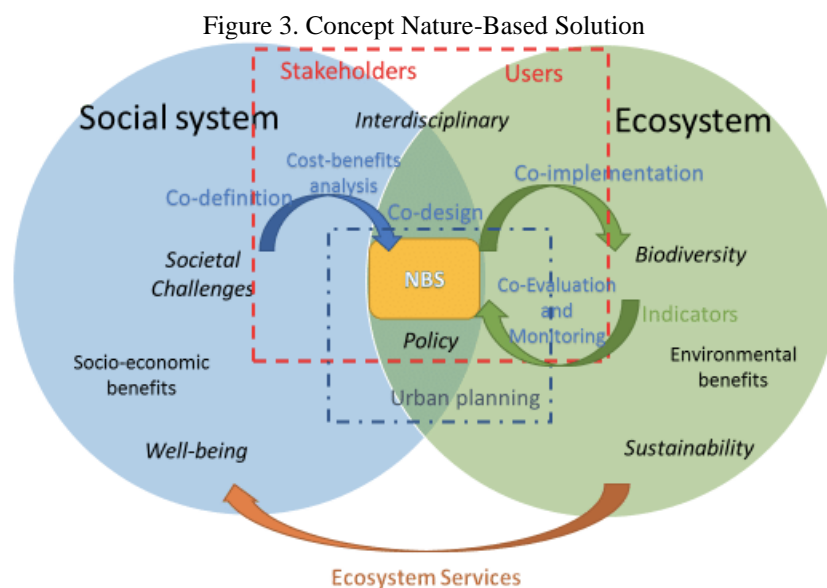 Figure 3. Concept Nature-Based Solution
Stakeholders
Users
Social system
Interdisciplinary
Ecosystem
Cost-benefits
analysis
Co-implementation
Co-definition
Co-design
Societal
Challenges
NBS
Biodiversity
Co-Evaluation
and
Monitoring
Indicators
Policy
Socio-economic
benefits
Environmental
benefits
Urban planning
Well-being
Sustainability
Ecosystem Services